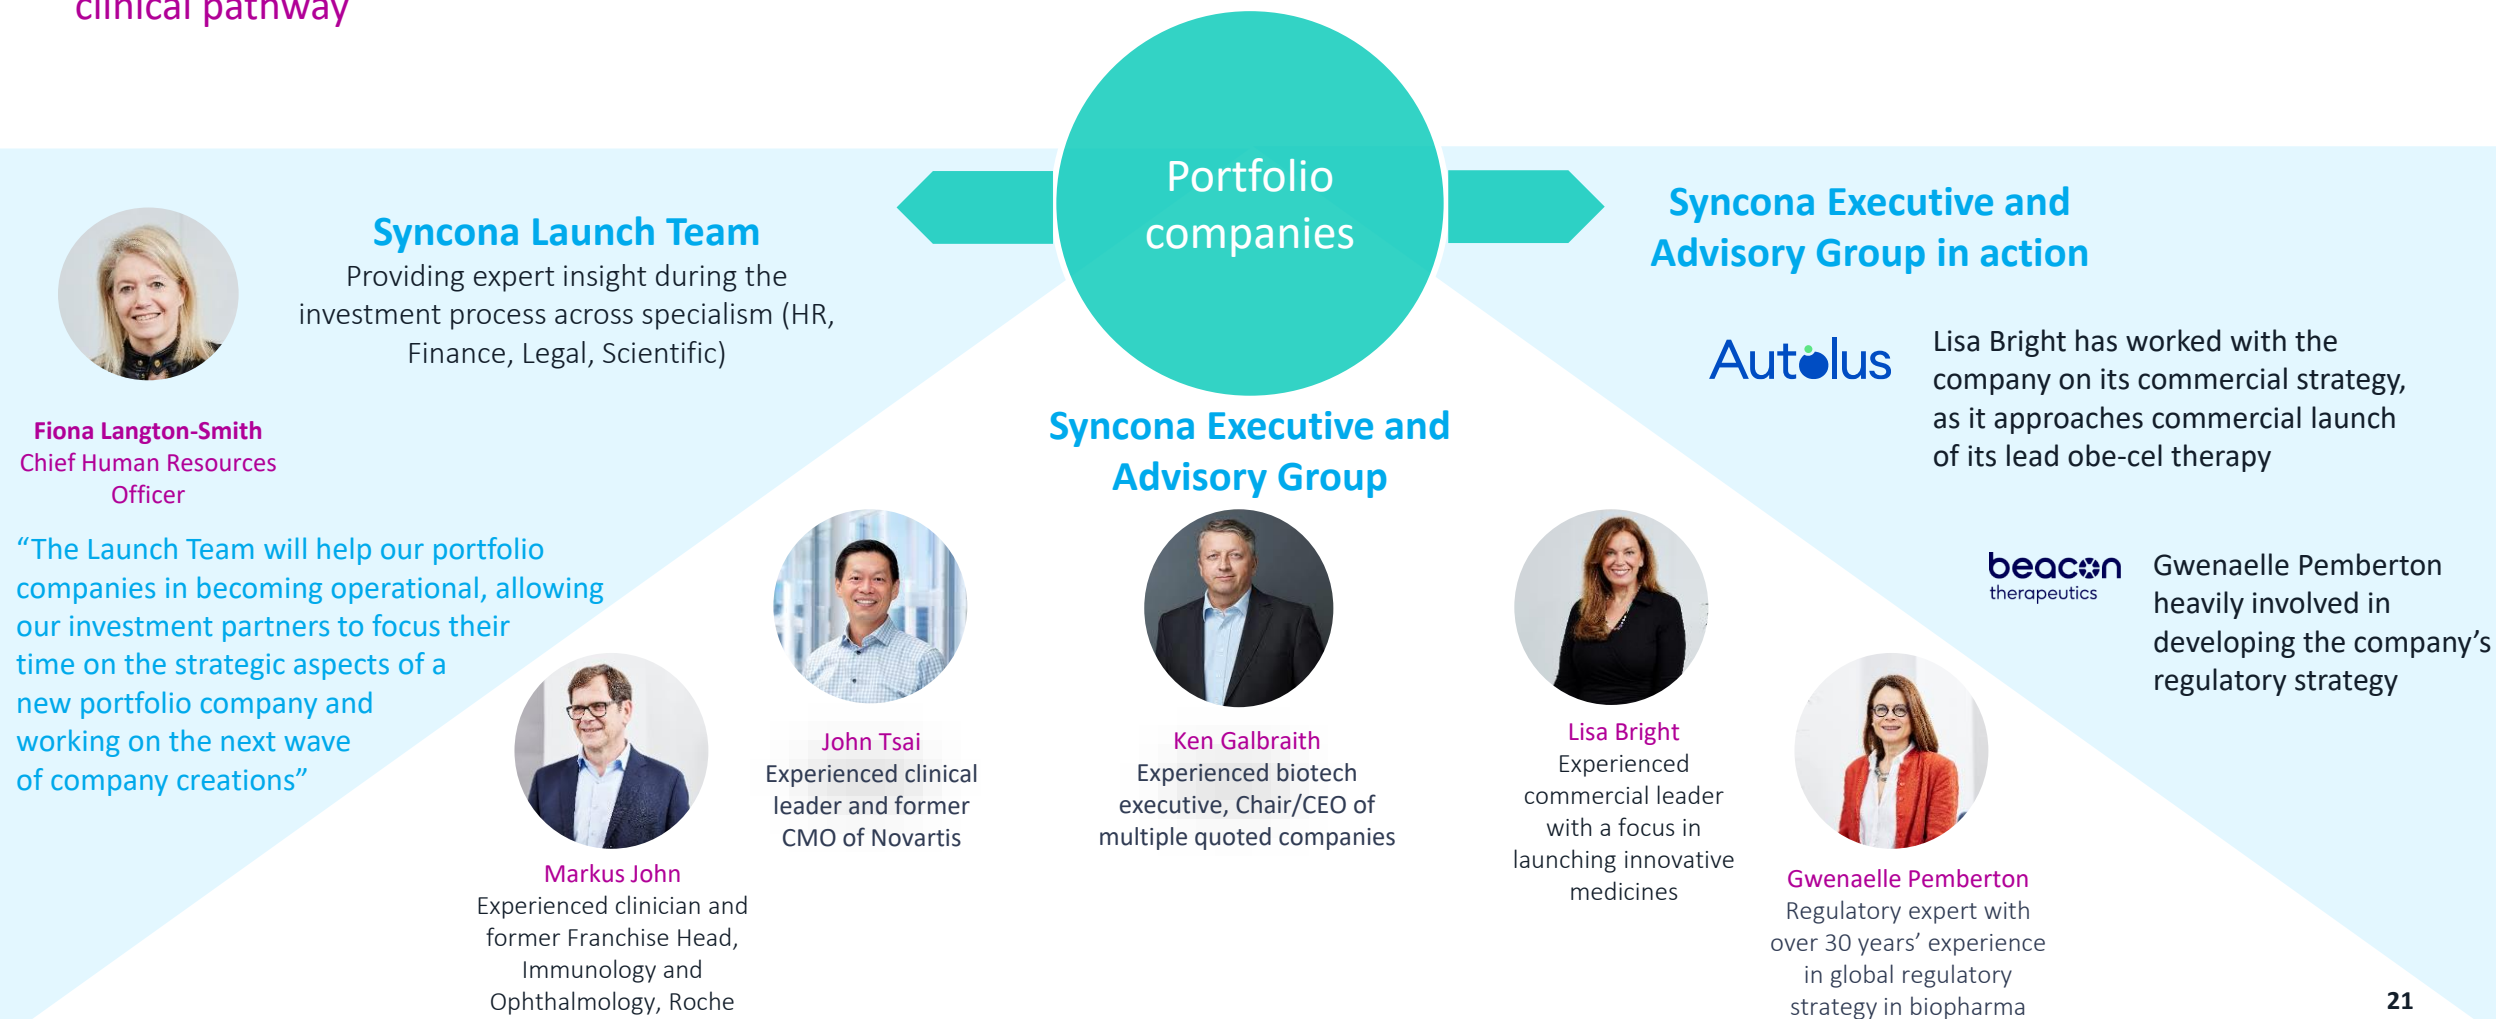 clinical pathway
Portfolio
companies
Syncona Launch Team
Providing expert insight during the
investment process across specialism (HR,
Finance, Legal, Scientific)
Fiona Langton-Smith
Chief Human Resources
Officer
“The Launch Team will help our portfolio
companies in becoming operational, allowing
our investment partners to focus their
time on the strategic aspects of a
new portfolio company and
working on the next wave
of company creations”
Syncona Executive and
Advisory Group
Markus John
Experienced clinician and
former Franchise Head,
Immunology and
Ophthalmology, Roche
John Tsai
Experienced clinical
leader and former
CMO of Novartis
Ken Galbraith
Experienced biotech
executive, Chair/CEO of
multiple quoted companies
Lisa Bright
Experienced
commercial leader
with a focus in
launching innovative
medicines
Gwenaelle Pemberton
Regulatory expert with
over 30 years’ experience
in global regulatory
strategy in biopharma
Syncona Executive and
Advisory Group in action
Autolus
Lisa Bright has worked with the
company on its commercial strategy,
as it approaches commercial launch
of its lead obe-cel therapy
beacon
therapeutics
Gwenaelle Pemberton
heavily involved in
developing the company’s
regulatory strategy
21